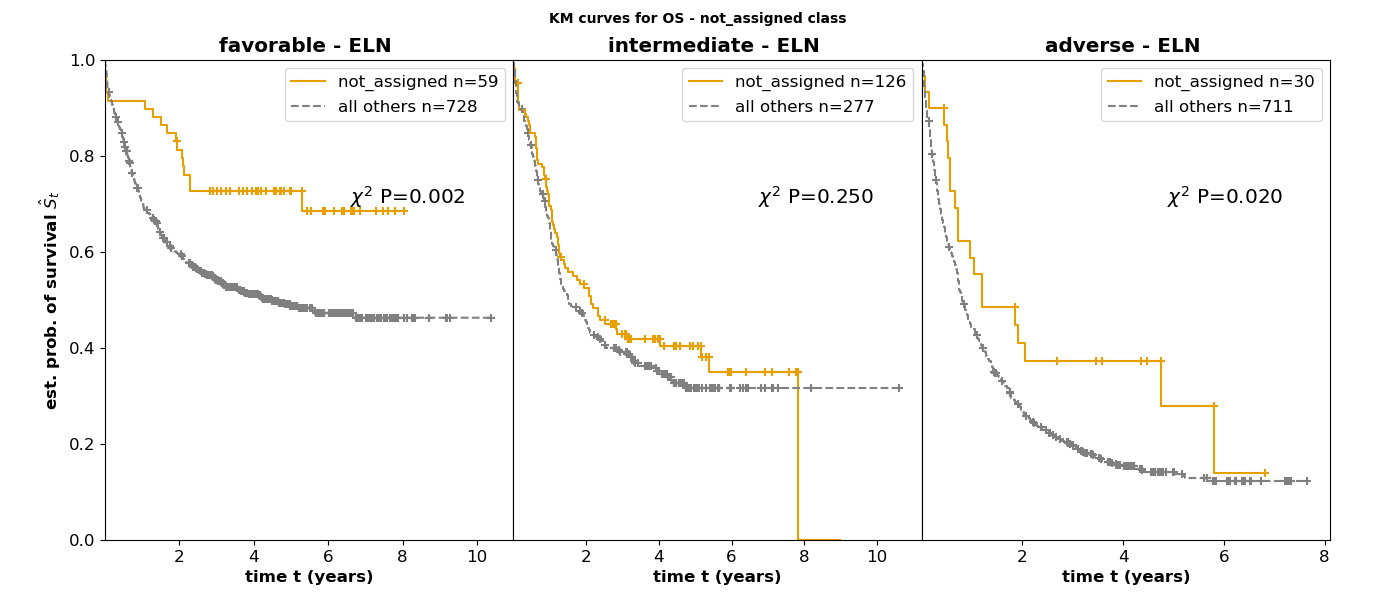 KM curves for OS - not_assigned class
favorable - ELN
intermediate - ELN
adverse - ELN
est. prob. of survival Ŝt
1.0
0.8
0.6
0.4
0.2
0.0
not_assigned n=59
all others n=728
χ² P=0.002
2 4 6 8 10
time t (years)
not_assigned n=126
all others n=277
χ² P=0.250
2 4 6 8 10
time t (years)
not_assigned n=30
all others n=711
χ² P=0.020
2 4 6 8
time t (years)